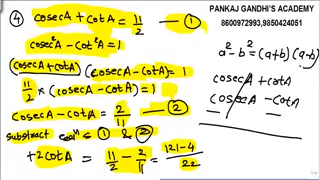 ④ cosecA + cotA = 11/2 — ①
cosec²A - cot²A = 1
(cosecA + cotA) (cosecA - cotA) = 1
11/2 × (cosecA - cotA) = 1
cosecA - cotA = 2/11 — ②
substract eqⁿ ① & ②
+2cotA = 11/2 - 2/11 = 121-4/22
PANKAJ GANDHI'S ACADEMY
8600972993,9850424051
a² - b² = (a+b) (a-b)
cosecA + cotA
cosecA - cotA
- +